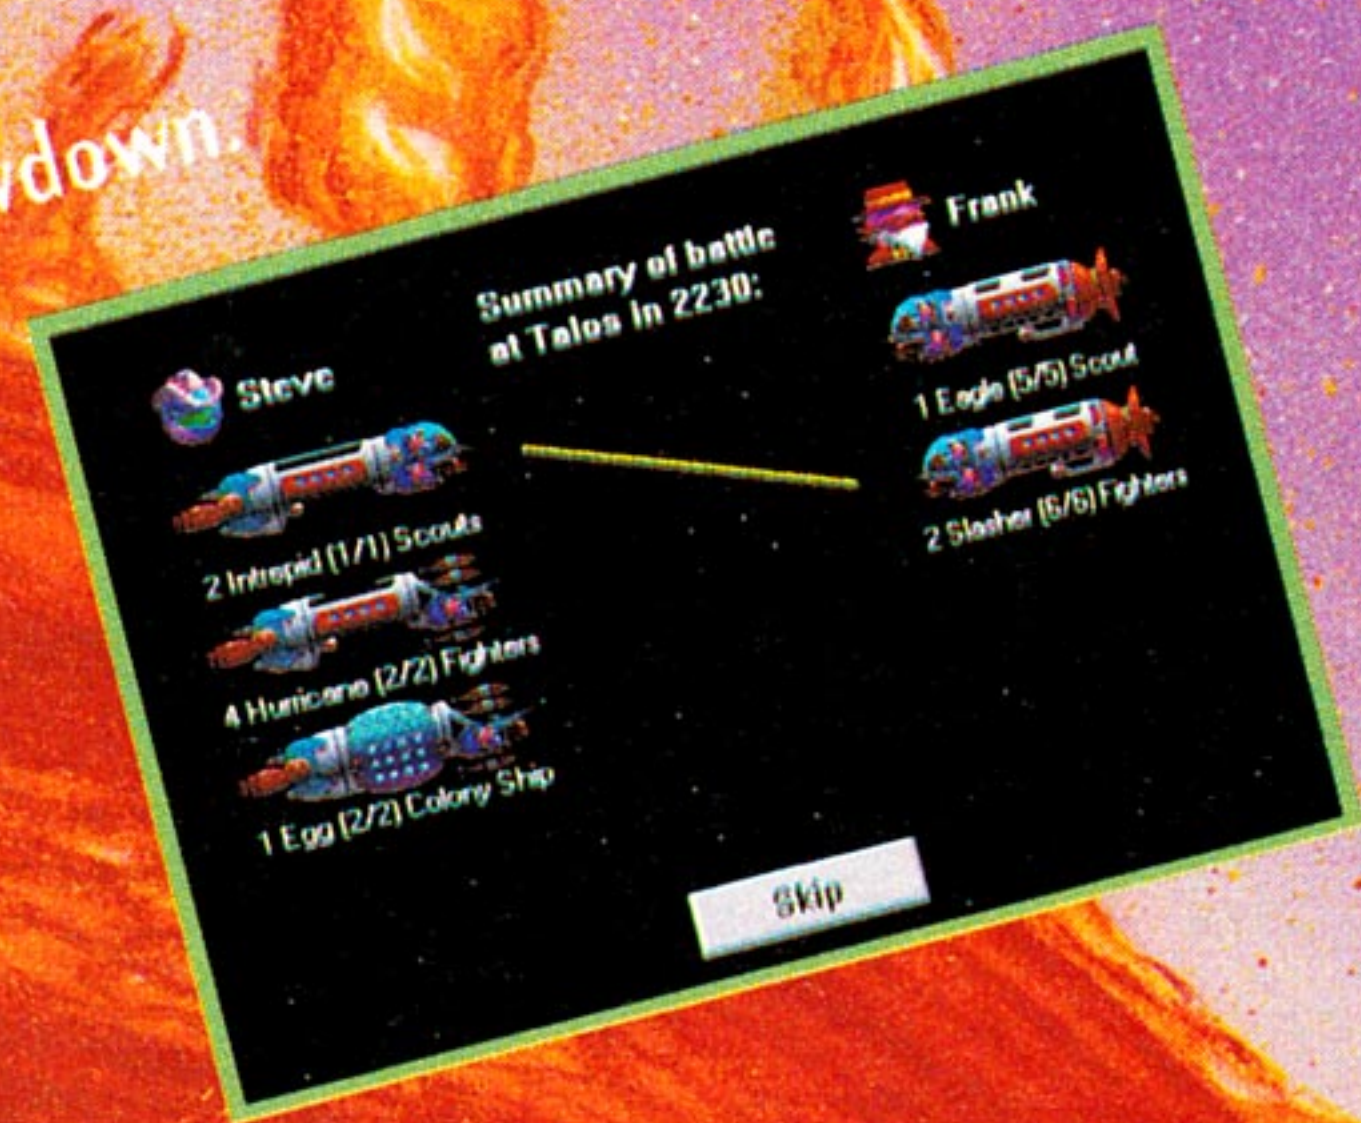 wdown.
Summary of battle
at Talos in 2230:
Steve
2 Intrepid (1/1) Scouts
4 Hurricane (2/2) Fighters
1 Egg (2/2) Colony Ship
Frank
1 Eagle (5/5) Scout
2 Slasher (6/6) Fighters
Skip